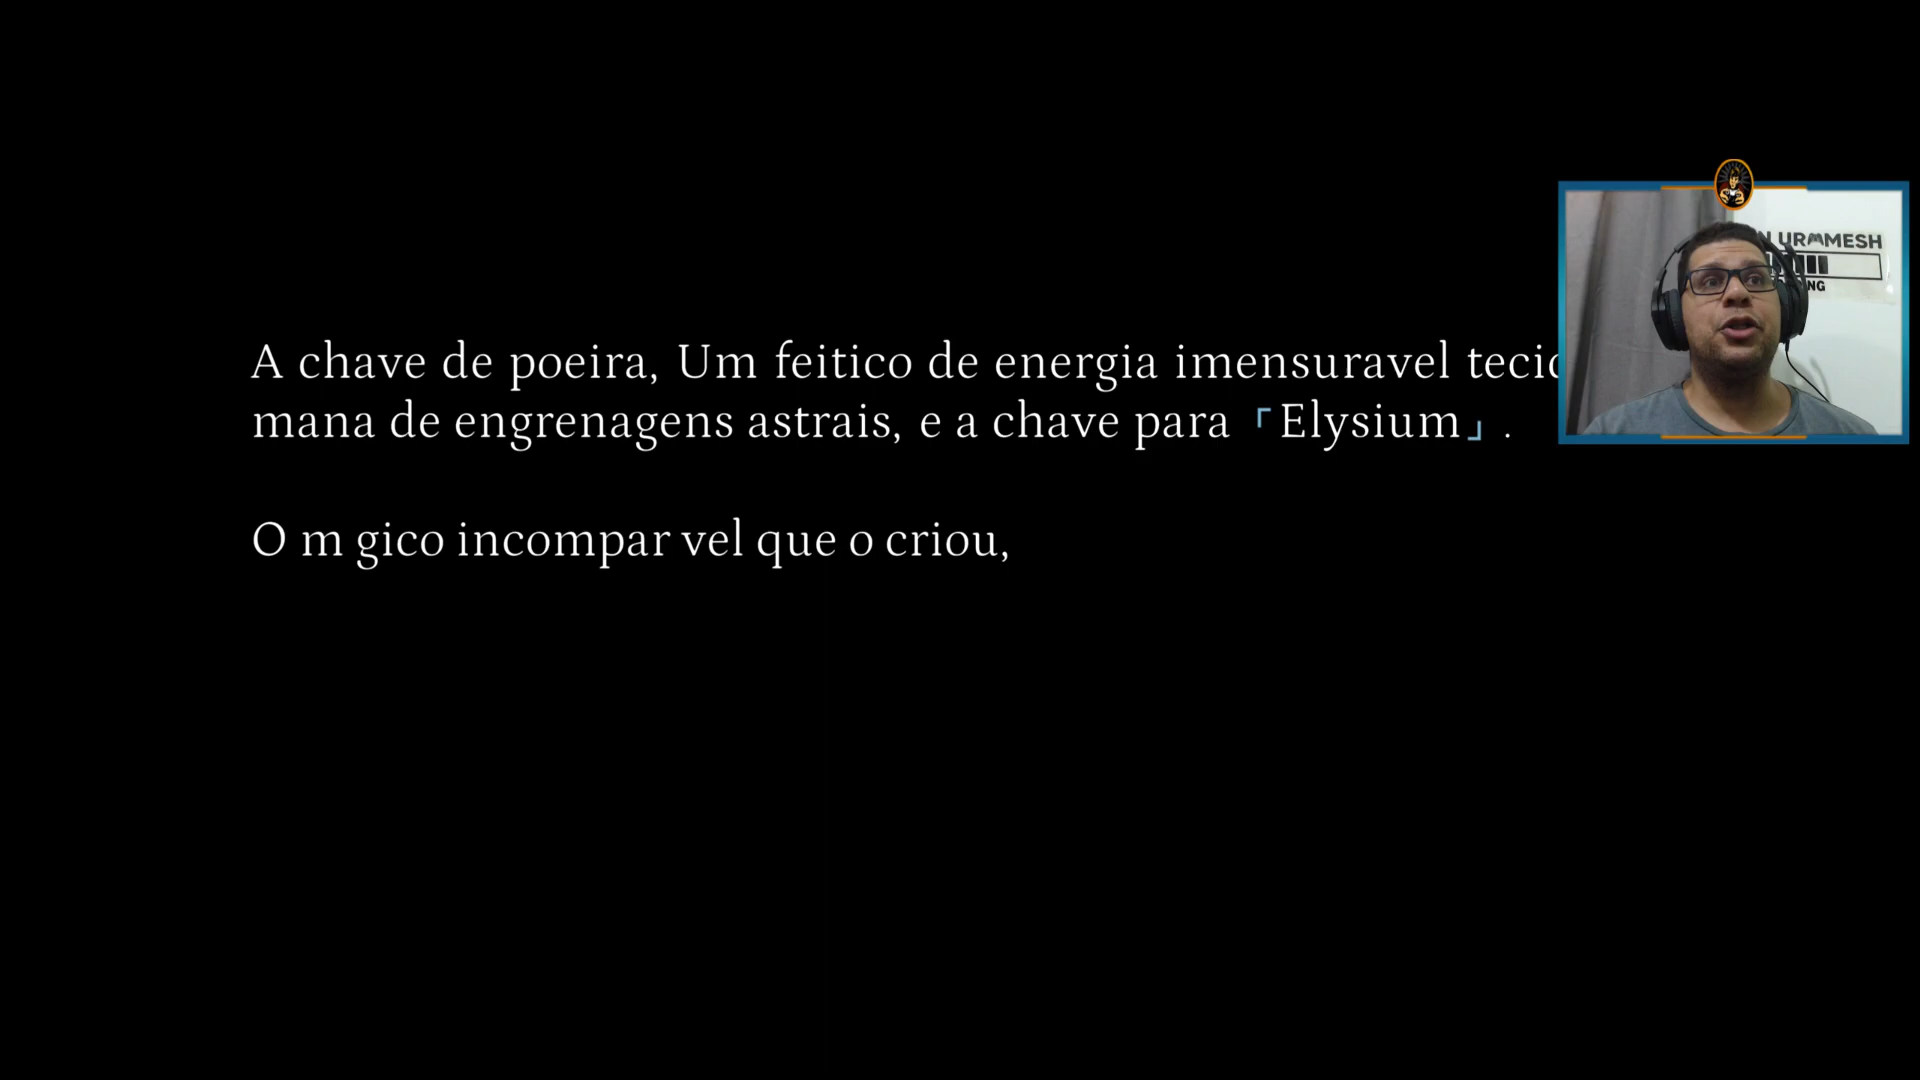 A chave de poeira, Um feitico de energia imensuravel
mana de engrenagens astrais, e a chave para 「Elysium」 .
O m gico incompar vel que o criou,
URAMESH